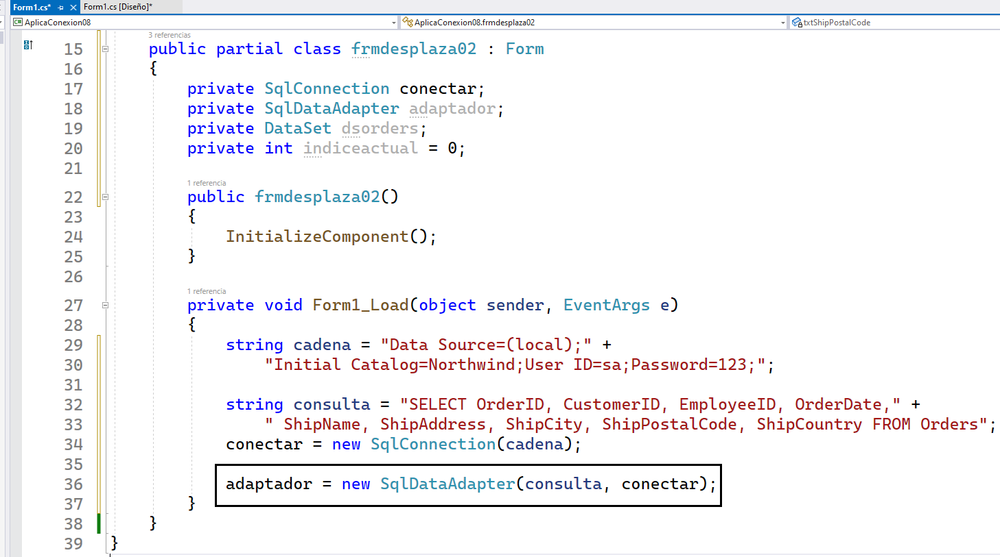 Form1.cs*
Form1.cs [Diseño]*
C# AplicaConexion08
AplicaConexion08.frmdesplaza02
txtShipPostalCode
3 referencias
15 public partial class frmdesplaza02 : Form
16 {
17 private SqlConnection conectar;
18 private SqlDataAdapter adaptador;
19 private DataSet dsorders;
20 private int indiceactual = 0;
21
1 referencia
22 public frmdesplaza02()
23 {
24 InitializeComponent();
25 }
26
1 referencia
27 private void Form1_Load(object sender, EventArgs e)
28 {
29 string cadena = "Data Source=(local);" +
30 "Initial Catalog=Northwind;User ID=sa;Password=123;";
31
32 string consulta = "SELECT OrderID, CustomerID, EmployeeID, OrderDate," +
33 " ShipName, ShipAddress, ShipCity, ShipPostalCode, ShipCountry FROM Orders";
34 conectar = new SqlConnection(cadena);
35
36 adaptador = new SqlDataAdapter(consulta, conectar);
37 }
38 }
39 }